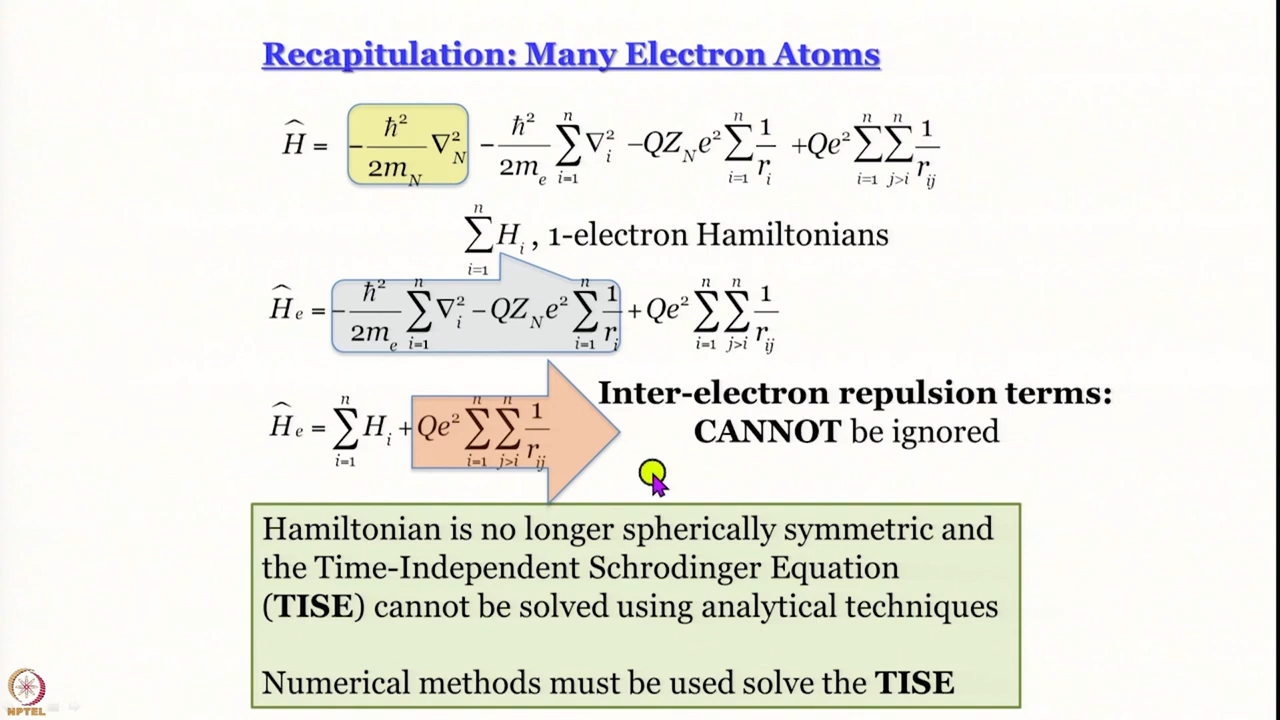 Recapitulation: Many Electron Atoms
Ĥ = -ħ²/2m_N ∇²_N - ħ²/2m_e Σ_{i=1}^{n} ∇²_i -QZ_N e² Σ_{i=1}^{n} 1/r_i +Qe² Σ_{i=1}^{n} Σ_{j>i}^{n} 1/r_ij
Σ_{i=1}^{n} H_i , 1-electron Hamiltonians
Ĥ_e = -ħ²/2m_e Σ_{i=1}^{n} ∇²_i - QZ_N e² Σ_{i=1}^{n} 1/r_i + Qe² Σ_{i=1}^{n} Σ_{j>i}^{n} 1/r_ij
Ĥ_e = Σ_{i=1}^{n} H_i + Qe² Σ_{i=1}^{n} Σ_{j>i}^{n} 1/r_ij
Inter-electron repulsion terms:
CANNOT be ignored
Hamiltonian is no longer spherically symmetric and
the Time-Independent Schrodinger Equation
(TISE) cannot be solved using analytical techniques
Numerical methods must be used solve the TISE
NPTEL